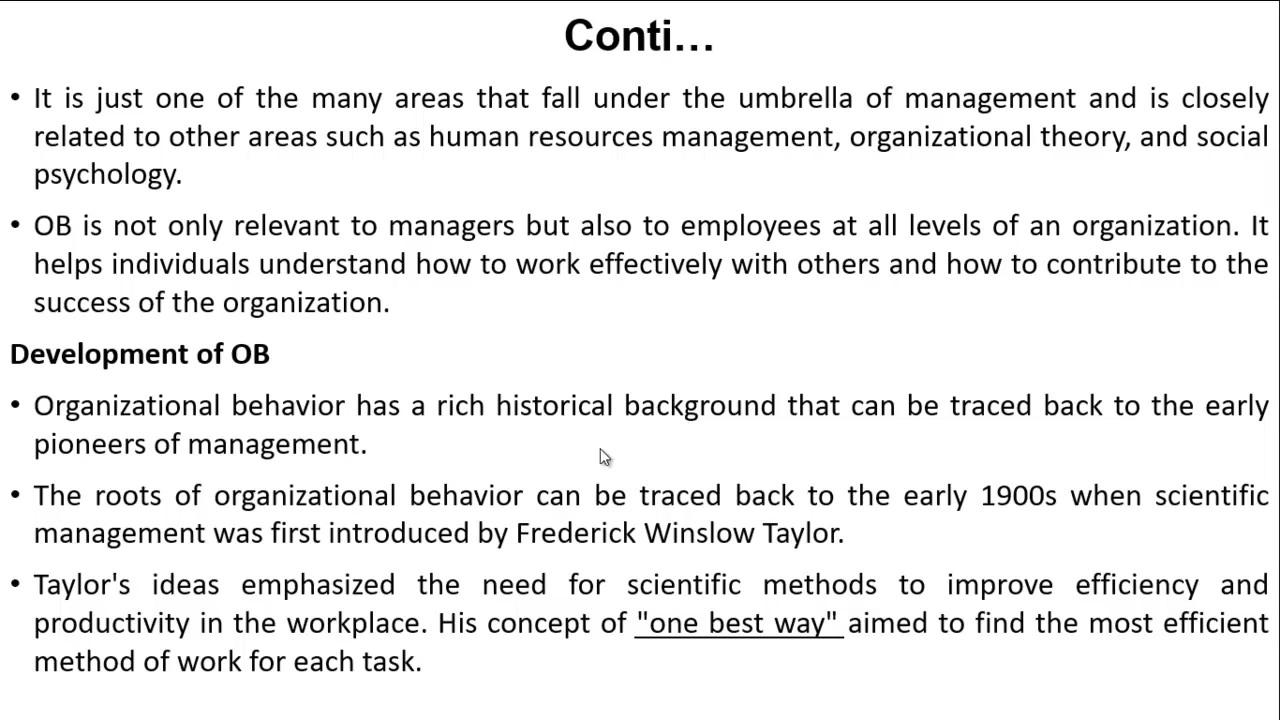 Conti…
• It is just one of the many areas that fall under the umbrella of management and is closely
related to other areas such as human resources management, organizational theory, and social
psychology.
• OB is not only relevant to managers but also to employees at all levels of an organization. It
helps individuals understand how to work effectively with others and how to contribute to the
success of the organization.
Development of OB
• Organizational behavior has a rich historical background that can be traced back to the early
pioneers of management.
• The roots of organizational behavior can be traced back to the early 1900s when scientific
management was first introduced by Frederick Winslow Taylor.
• Taylor's ideas emphasized the need for scientific methods to improve efficiency and
productivity in the workplace. His concept of "one best way" aimed to find the most efficient
method of work for each task.